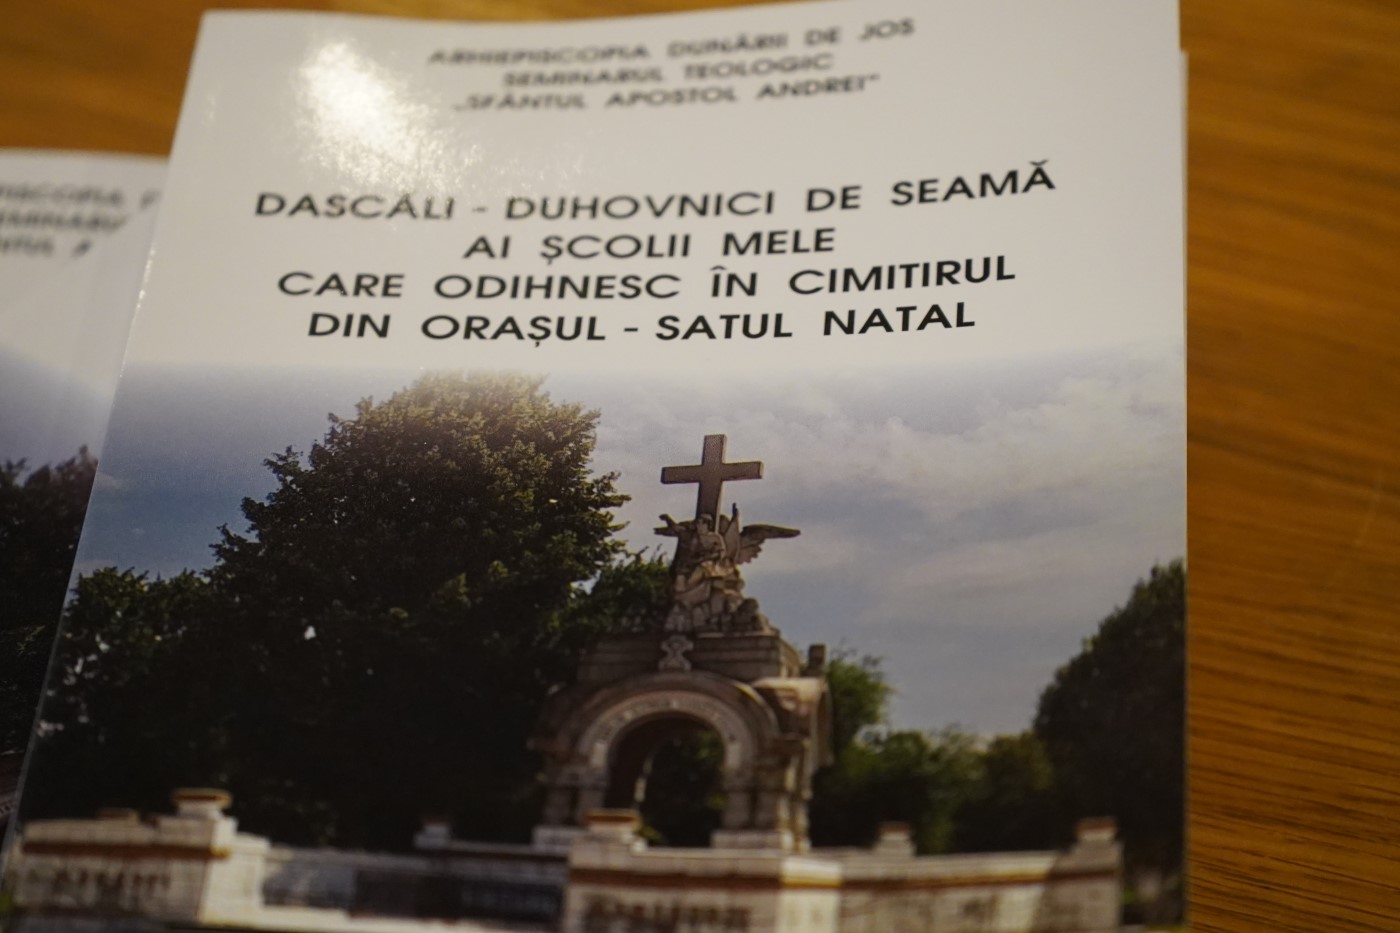 ARHIEPISCOPIA DUNĂRII DE JOS
SEMINARUL TEOLOGIC
„SFÂNTUL APOSTOL ANDREI"
DASCĂLI - DUHOVNICI DE SEAMĂ
AI ȘCOLII MELE
CARE ODIHNESC ÎN CIMITIRUL
DIN ORAȘUL - SATUL NATAL